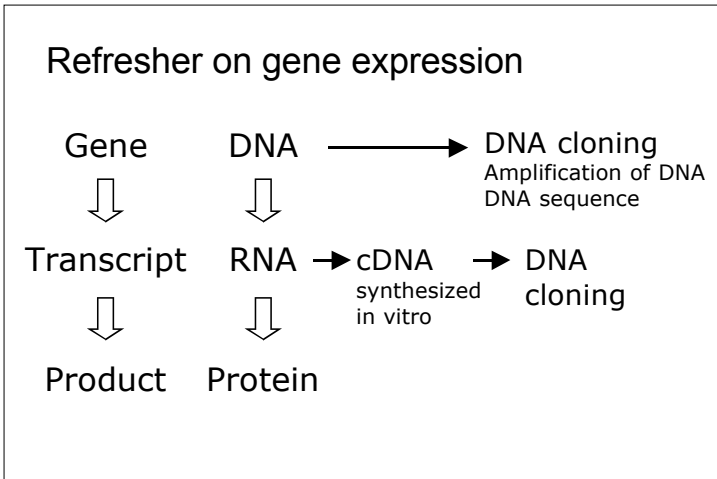 Refresher on gene expression
Gene DNA DNA cloning
Amplification of DNA
DNA sequence
Transcript RNA cDNA DNA
synthesized cloning
in vitro
Product Protein